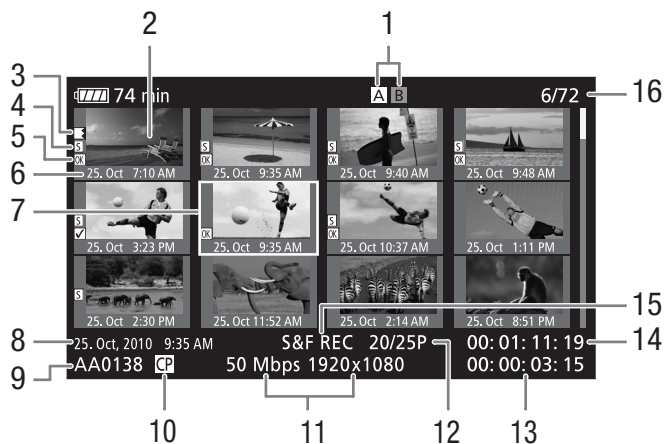 1
2
3
4
5
6
7
8
9
10
11
12
13
14
15
16
74 min
A B
6/72
S
OK
25. Oct 7:10 AM
25. Oct 9:35 AM
S
OK
25. Oct 9:40 AM
S
OK
25. Oct 9:48 AM
S
25. Oct 3:23 PM
OK
25. Oct 9:35 AM
S
OK
25. Oct 10:37 AM
25. Oct 1:11 PM
S
25. Oct 2:30 PM
25. Oct 11:52 AM
25. Oct 2:14 AM
25. Oct 8:51 PM
25. Oct, 2010 9:35 AM
S&F REC 20/25P
00: 01: 11: 19
AA0138 CP
50 Mbps 1920x1080
00: 00: 03: 15